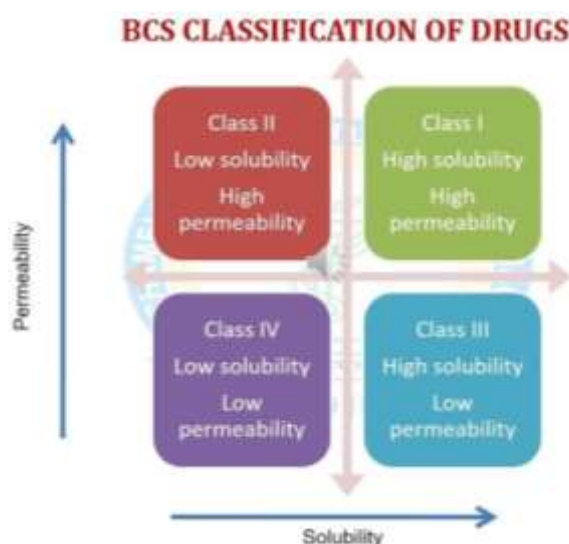 BCS CLASSIFICATION OF DRUGS
Class II
Low solubility
High
permeability
Class I
High solubility
High
permeability
Permeability
Class IV
Low solubility
Low
permeability
Class III
High solubility
Low
permeability
Solubility